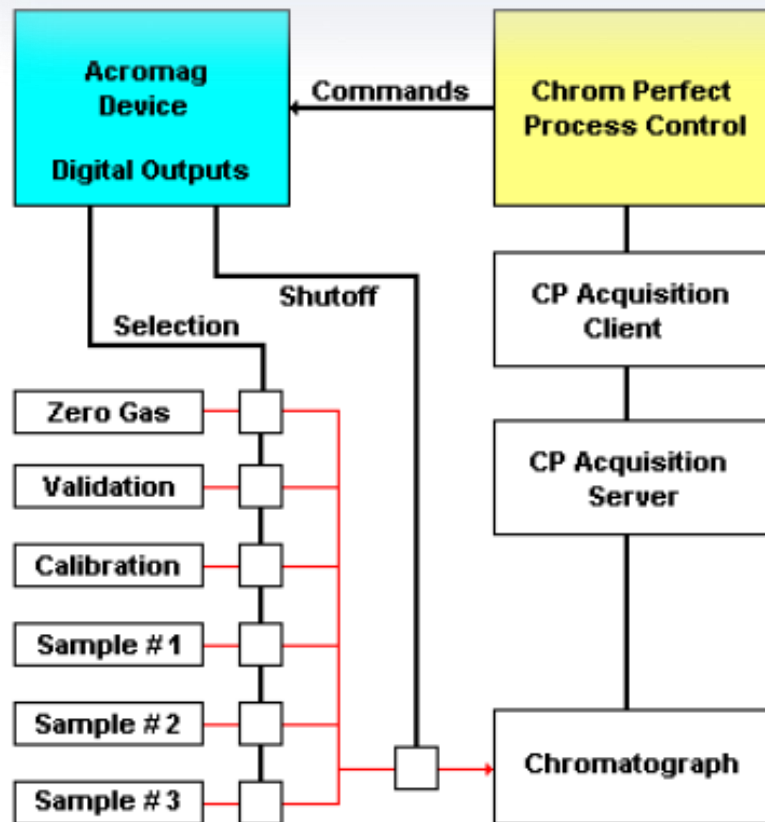 Acromag
Device
Digital Outputs
Commands
Chrom Perfect
Process Control
Shutoff
Selection
CP Acquisition
Client
Zero Gas
Validation
CP Acquisition
Server
Calibration
Sample # 1
Sample # 2
Chromatograph
Sample # 3